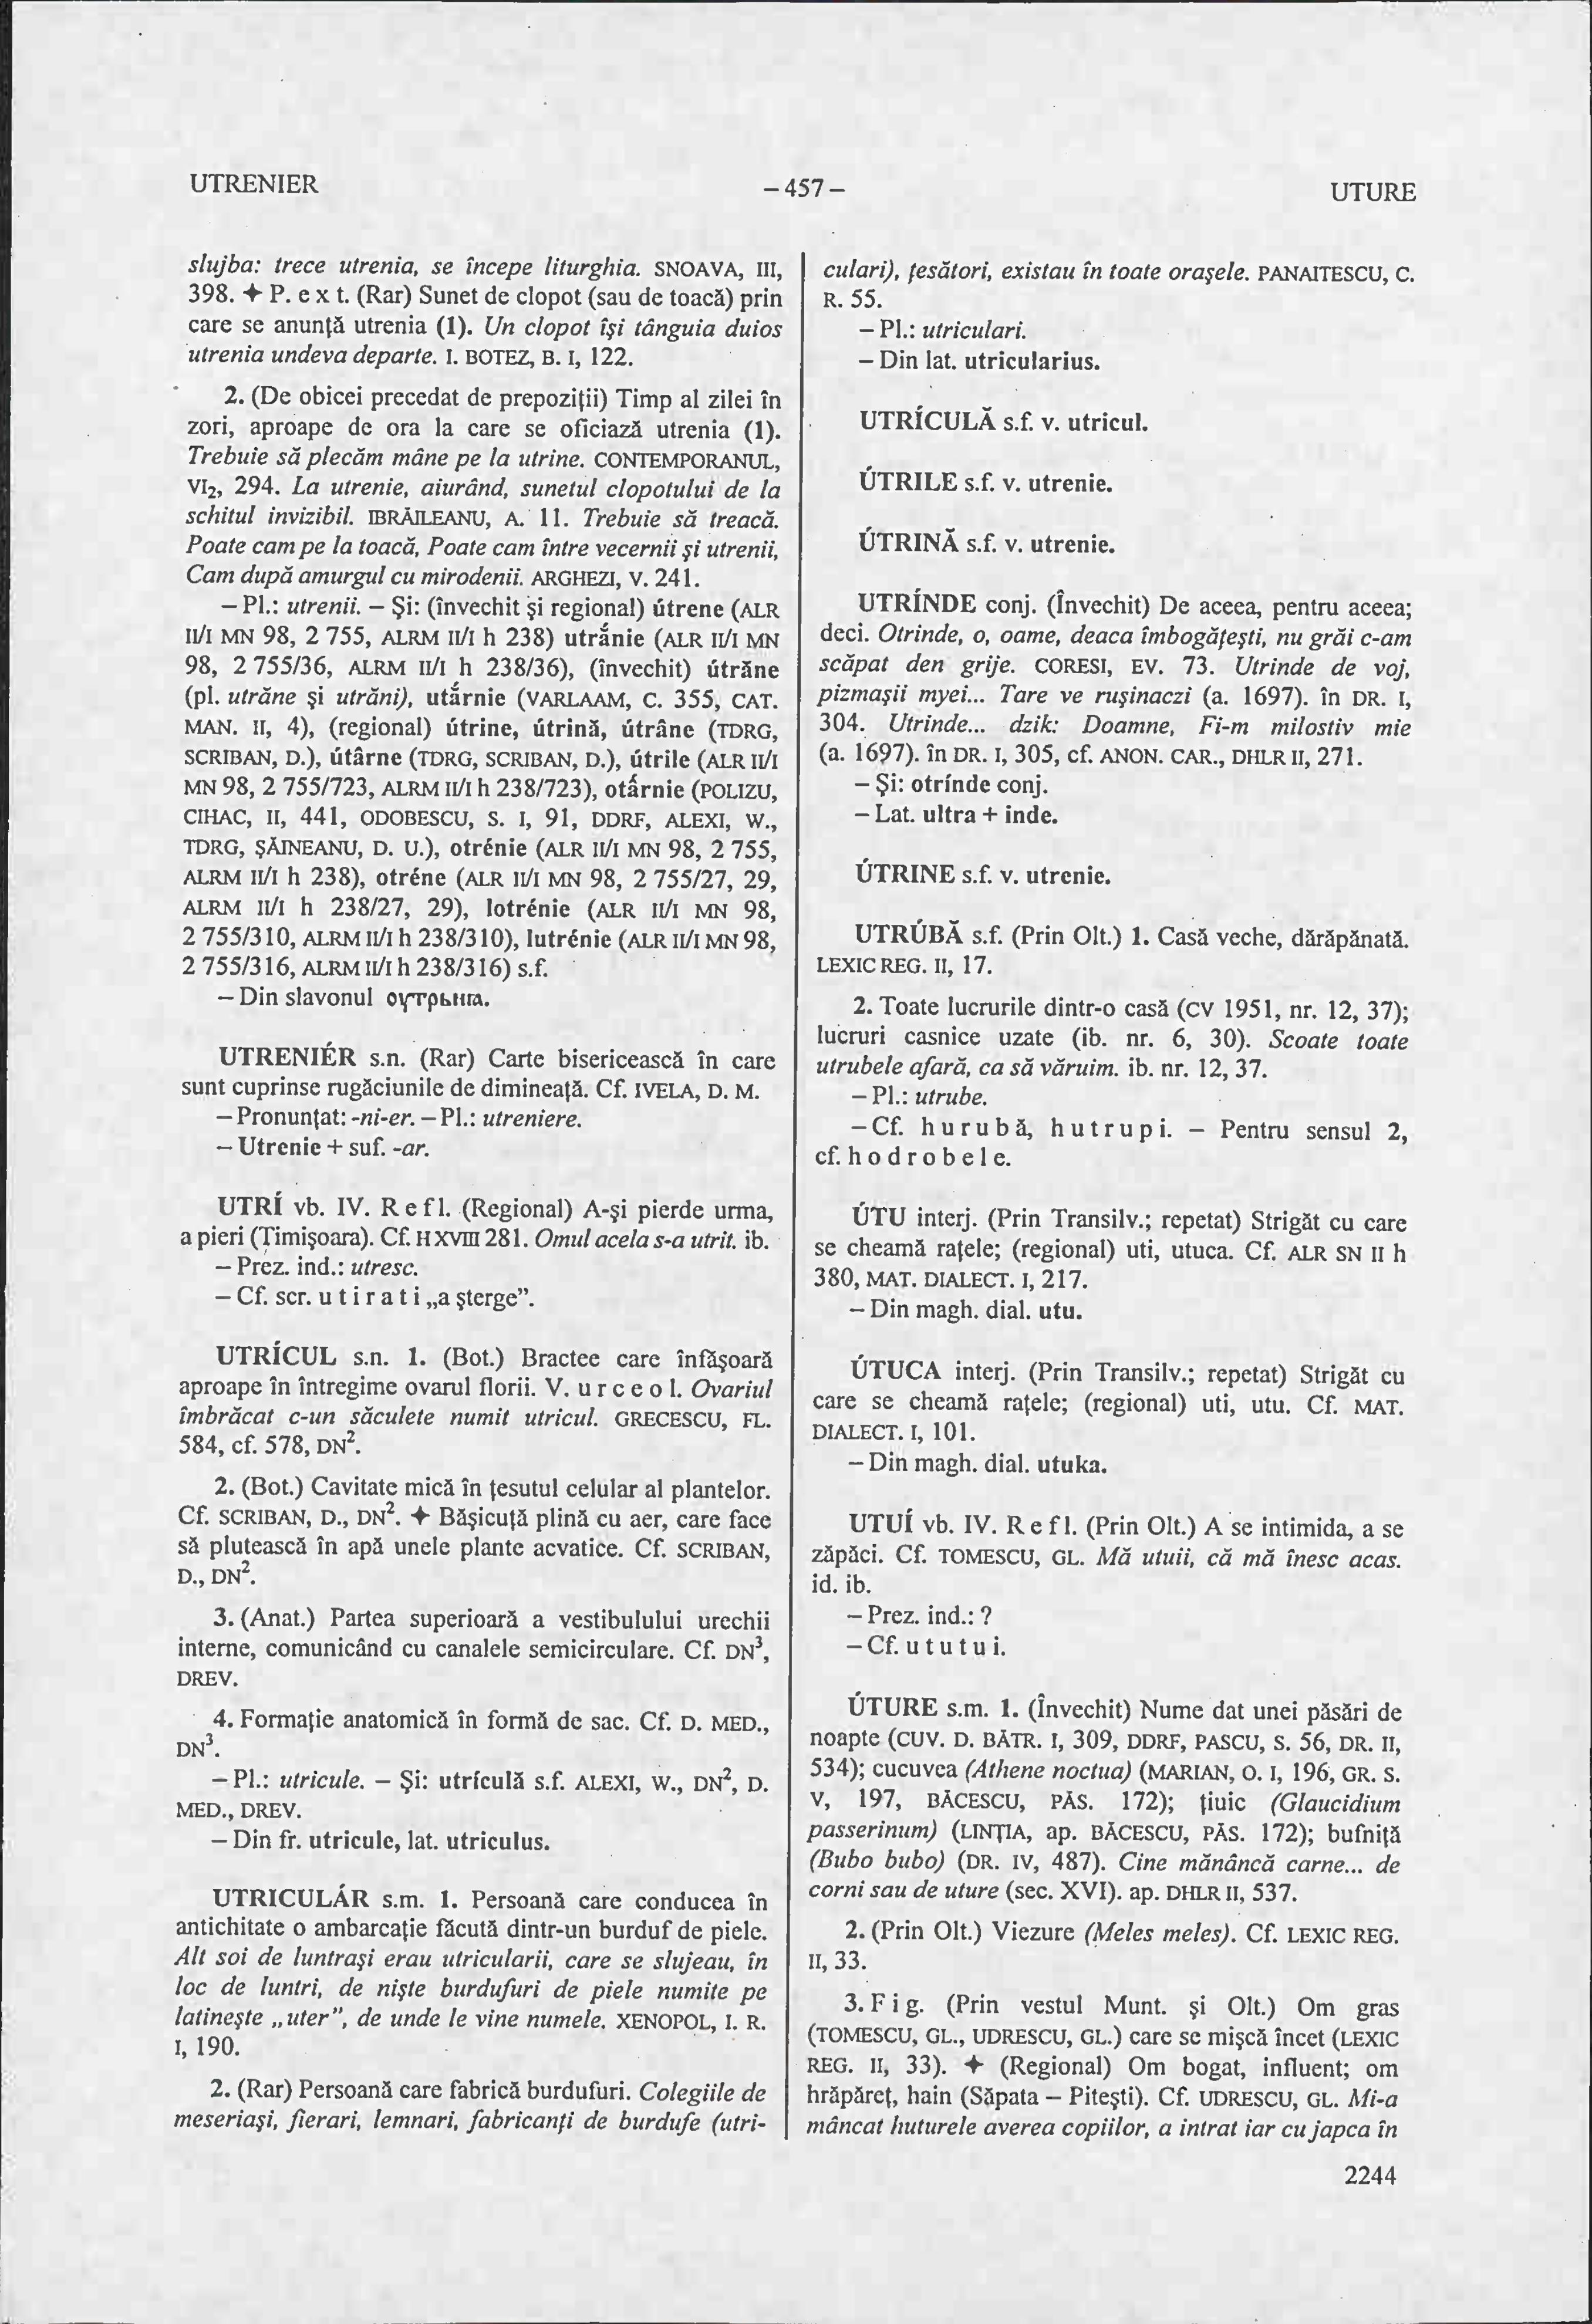 UTRENIER
– 457 –
UTURE
slujba: trece utrenia, se începe liturghia. SNOAVA, III,
398. ✦ P. e x t. (Rar) Sunet de clopot (sau de toacă) prin
care se anunţă utrenia (1). Un clopot îşi tânguia duios
utrenia undeva departe. I. BOTEZ, B. I, 122.
2. (De obicei precedat de prepoziţii) Timp al zilei în
zori, aproape de ora la care se oficiază utrenia (1).
Trebuie să plecăm mâne pe la utrine. CONTEMPORANUL,
VI₂, 294. La utrenie, aiurând, sunetul clopotului de la
schitul invizibil. IBRĂILEANU, A. 11. Trebuie să treacă.
Poate cam pe la toacă, Poate cam între vecernii şi utrenii,
Cam după amurgul cu mirodenii. ARGHEZI, V. 241.
– Pl.: utrenii. – Şi: (învechit şi regional) útrene (ALR
II/I MN 98, 2 755, ALRM II/I h 238) utrắnie (ALR II/I MN
98, 2 755/36, ALRM II/I h 238/36), (învechit) útrăne
(pl. utrăne şi utrăni), utắrnie (VARLAAM, C. 355, CAT.
MAN. II, 4), (regional) útrine, útrină, útrâne (TDRG,
SCRIBAN, D.), útârne (TDRG, SCRIBAN, D.), útrile (ALR II/I
MN 98, 2 755/723, ALRM II/I h 238/723), otấrnie (POLIZU,
CIHAC, II, 441, ODOBESCU, S. I, 91, DDRF, ALEXI, W.,
TDRG, ŞĂINEANU, D. U.), otrénie (ALR II/I MN 98, 2 755,
ALRM II/I h 238), otréne (ALR II/I MN 98, 2 755/27, 29,
ALRM II/I h 238/27, 29), lotrénie (ALR II/I MN 98,
2 755/310, ALRM II/I h 238/310), lutrénie (ALR II/I MN 98,
2 755/316, ALRM II/I h 238/316) s.f.
– Din slavonul оутрьнꙗ.
UTRENIÉR s.n. (Rar) Carte bisericească în care
sunt cuprinse rugăciunile de dimineaţă. Cf. IVELA, D. M.
– Pronunţat: -ni-er. – Pl.: utreniere.
– Utrenie + suf. -ar.
UTRÍ vb. IV. R e f l. (Regional) A-şi pierde urma,
a pieri (Ţimişoara). Cf. H XVIII 281. Omul acela s-a utrit. ib.
– Prez. ind.: utresc.
– Cf. scr. u t i r a t i „a şterge”.
UTRÍCUL s.n. 1. (Bot.) Bractee care înfăşoară
aproape în întregime ovarul florii. V. u r c e o l. Ovariul
îmbrăcat c-un săculete numit utricul. GRECESCU, FL.
584, cf. 578, DN².
2. (Bot.) Cavitate mică în ţesutul celular al plantelor.
Cf. SCRIBAN, D., DN². ✦ Băşicuţă plină cu aer, care face
să plutească în apă unele plante acvatice. Cf. SCRIBAN,
D., DN².
3. (Anat.) Partea superioară a vestibulului urechii
interne, comunicând cu canalele semicirculare. Cf. DN³,
DREV.
4. Formaţie anatomică în formă de sac. Cf. D. MED.,
DN³.
– Pl.: utricule. – Şi: utrículă s.f. ALEXI, W., DN², D.
MED., DREV.
– Din fr. utricule, lat. utriculus.
UTRICULÁR s.m. 1. Persoană care conducea în
antichitate o ambarcaţie făcută dintr-un burduf de piele.
Alt soi de luntraşi erau utricularii, care se slujeau, în
loc de luntri, de nişte burdufuri de piele numite pe
latineşte „uter”, de unde le vine numele. XENOPOL, I. R.
I, 190.
2. (Rar) Persoană care fabrică burdufuri. Colegiile de
meseriaşi, fierari, lemnari, fabricanţi de burdufe (utri-
culari), ţesători, existau în toate oraşele. PANAITESCU, C.
R. 55.
– Pl.: utriculari.
– Din lat. utricularius.
UTRÍCULĂ s.f. v. utricul.
ÚTRILE s.f. v. utrenie.
ÚTRINĂ s.f. v. utrenie.
UTRÍNDE conj. (Învechit) De aceea, pentru aceea;
deci. Otrinde, o, oame, deaca îmbogăţeşti, nu grăi c-am
scăpat den grije. CORESI, EV. 73. Utrinde de voj,
pizmaşii myei... Tare ve ruşinaczi (a. 1697). în DR. I,
304. Utrinde... dzik: Doamne, Fi-m milostiv mie
(a. 1697). în DR. I, 305, cf. ANON. CAR., DHLR II, 271.
– Şi: otrínde conj.
– Lat. ultra + inde.
ÚTRINE s.f. v. utrenie.
UTRÚBĂ s.f. (Prin Olt.) 1. Casă veche, dărăpănată.
LEXIC REG. II, 17.
2. Toate lucrurile dintr-o casă (CV 1951, nr. 12, 37);
lucruri casnice uzate (ib. nr. 6, 30). Scoate toate
utrubele afară, ca să văruim. ib. nr. 12, 37.
– Pl.: utrube.
– Cf. h u r u b ă, h u t r u p i. – Pentru sensul 2,
cf. h o d r o b e l e.
ÚTU interj. (Prin Transilv.; repetat) Strigăt cu care
se cheamă raţele; (regional) uti, utuca. Cf. ALR SN II h
380, MAT. DIALECT. I, 217.
– Din magh. dial. utu.
ÚTUCA interj. (Prin Transilv.; repetat) Strigăt cu
care se cheamă raţele; (regional) uti, utu. Cf. MAT.
DIALECT. I, 101.
– Din magh. dial. utuka.
UTUÍ vb. IV. R e f l. (Prin Olt.) A se intimida, a se
zăpăci. Cf. TOMESCU, GL. Mă utuii, că mă înesc acas.
id. ib.
– Prez. ind.: ?
– Cf. u t u t u i.
ÚTURE s.m. 1. (Învechit) Nume dat unei păsări de
noapte (CUV. D. BĂTR. I, 309, DDRF, PASCU, S. 56, DR. II,
534); cucuvea (Athene noctua) (MARIAN, O. I, 196, GR. S.
V, 197, BĂCESCU, PĂS. 172); ţiuic (Glaucidium
passerinum) (LINŢIA, ap. BĂCESCU, PĂS. 172); bufniţă
(Bubo bubo) (DR. IV, 487). Cine mănâncă carne... de
corni sau de uture (sec. XVI). ap. DHLR II, 537.
2. (Prin Olt.) Viezure (Meles meles). Cf. LEXIC REG.
II, 33.
3. F i g. (Prin vestul Munt. şi Olt.) Om gras
(TOMESCU, GL., UDRESCU, GL.) care se mişcă încet (LEXIC
REG. II, 33). ✦ (Regional) Om bogat, influent; om
hrăpăreţ, hain (Săpata – Piteşti). Cf. UDRESCU, GL. Mi-a
mâncat huturele averea copiilor, a intrat iar cu japca în
2244